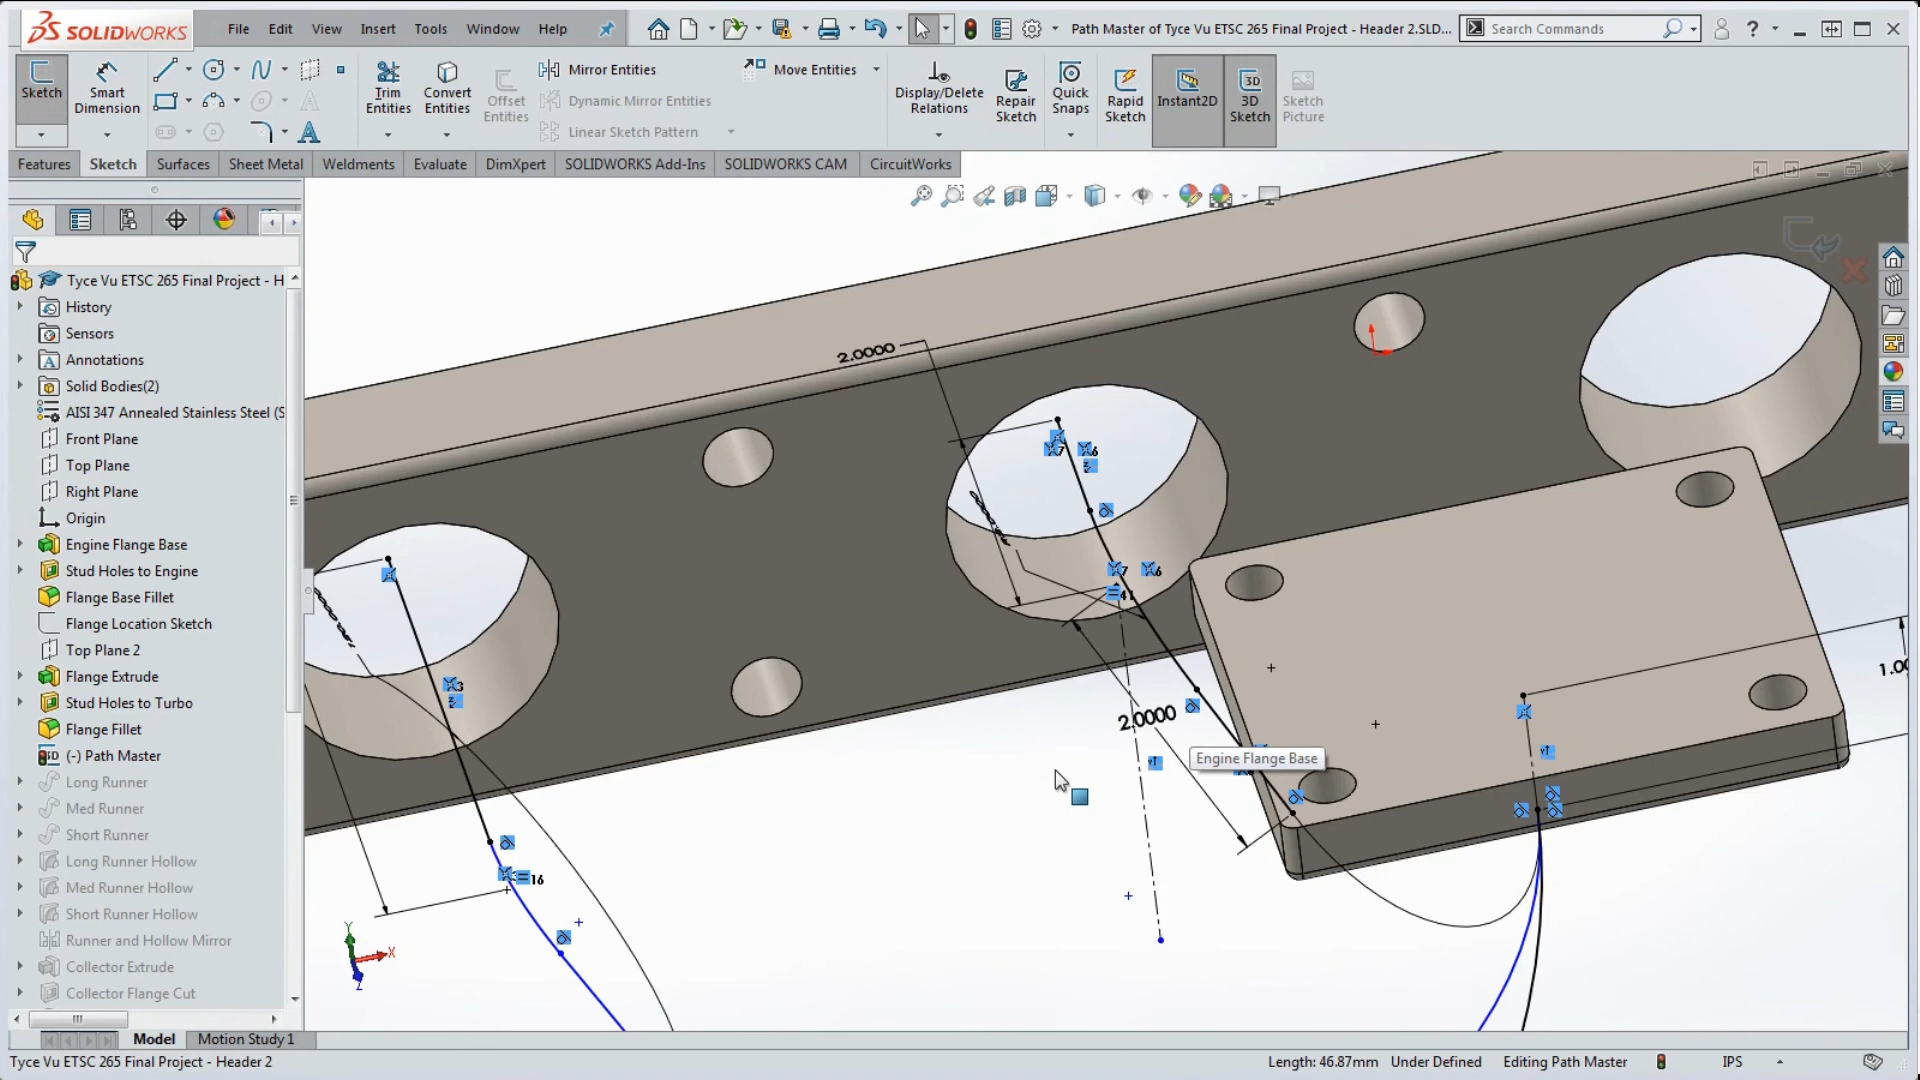 SOLIDWORKS
File Edit View Insert Tools Window Help
Path Master of Tyce Vu ETSC 265 Final Project - Header 2.SLD...
Search Commands
Sketch
Smart Dimension
Trim Entities
Convert Entities
Offset Entities
Mirror Entities
Dynamic Mirror Entities
Linear Sketch Pattern
Move Entities
Display/Delete Relations
Repair Sketch
Quick Snaps
Rapid Sketch
Instant2D
3D Sketch
Sketch Picture
Features Sketch Surfaces Sheet Metal Weldments Evaluate DimXpert SOLIDWORKS Add-Ins SOLIDWORKS CAM CircuitWorks
Tyce Vu ETSC 265 Final Project - H
History
Sensors
Annotations
Solid Bodies(2)
AISI 347 Annealed Stainless Steel (S
Front Plane
Top Plane
Right Plane
Origin
Engine Flange Base
Stud Holes to Engine
Flange Base Fillet
Flange Location Sketch
Top Plane 2
Flange Extrude
Stud Holes to Turbo
Flange Fillet
(-) Path Master
Long Runner
Med Runner
Short Runner
Long Runner Hollow
Med Runner Hollow
Short Runner Hollow
Runner and Hollow Mirror
Collector Extrude
Collector Flange Cut
2.0000
7 6
7 6
41
3
2.0000
Engine Flange Base
1.00
16
Y
X
Z
Model Motion Study 1
Tyce Vu ETSC 265 Final Project - Header 2
Length: 46.87mm Under Defined Editing Path Master IPS